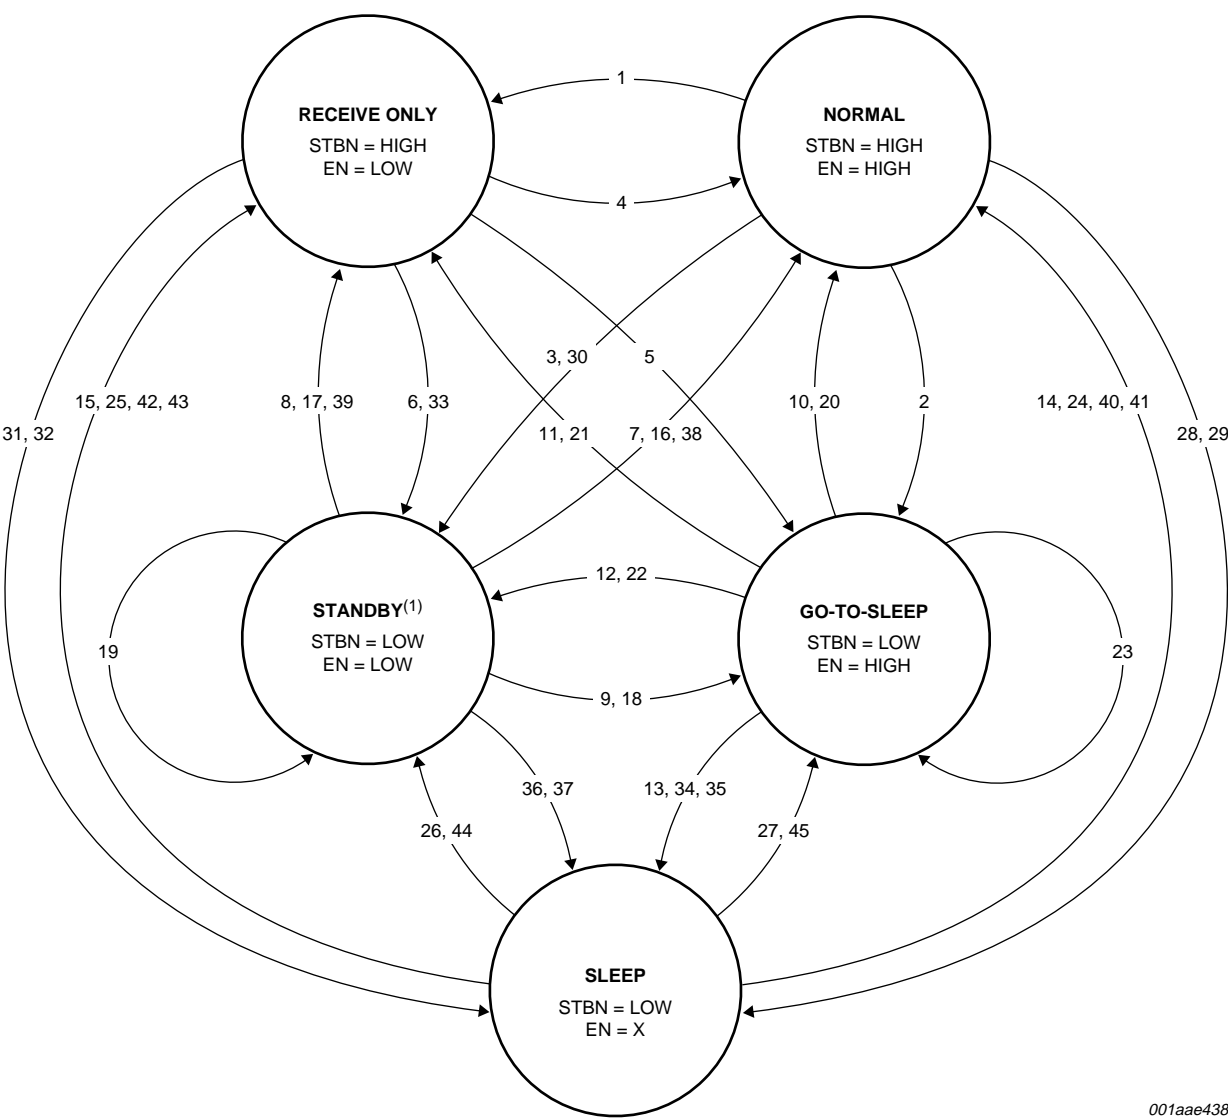 1
RECEIVE ONLY
STBN = HIGH
EN = LOW
NORMAL
STBN = HIGH
EN = HIGH
4
3, 30
5
15, 25, 42, 43
8, 17, 39
6, 33
10, 20
2
14, 24, 40, 41
31, 32
11, 21
7, 16, 38
28, 29
12, 22
STANDBY(1)
STBN = LOW
EN = LOW
GO-TO-SLEEP
STBN = LOW
EN = HIGH
19
23
9, 18
36, 37
13, 34, 35
26, 44
27, 45
SLEEP
STBN = LOW
EN = X
001aae438